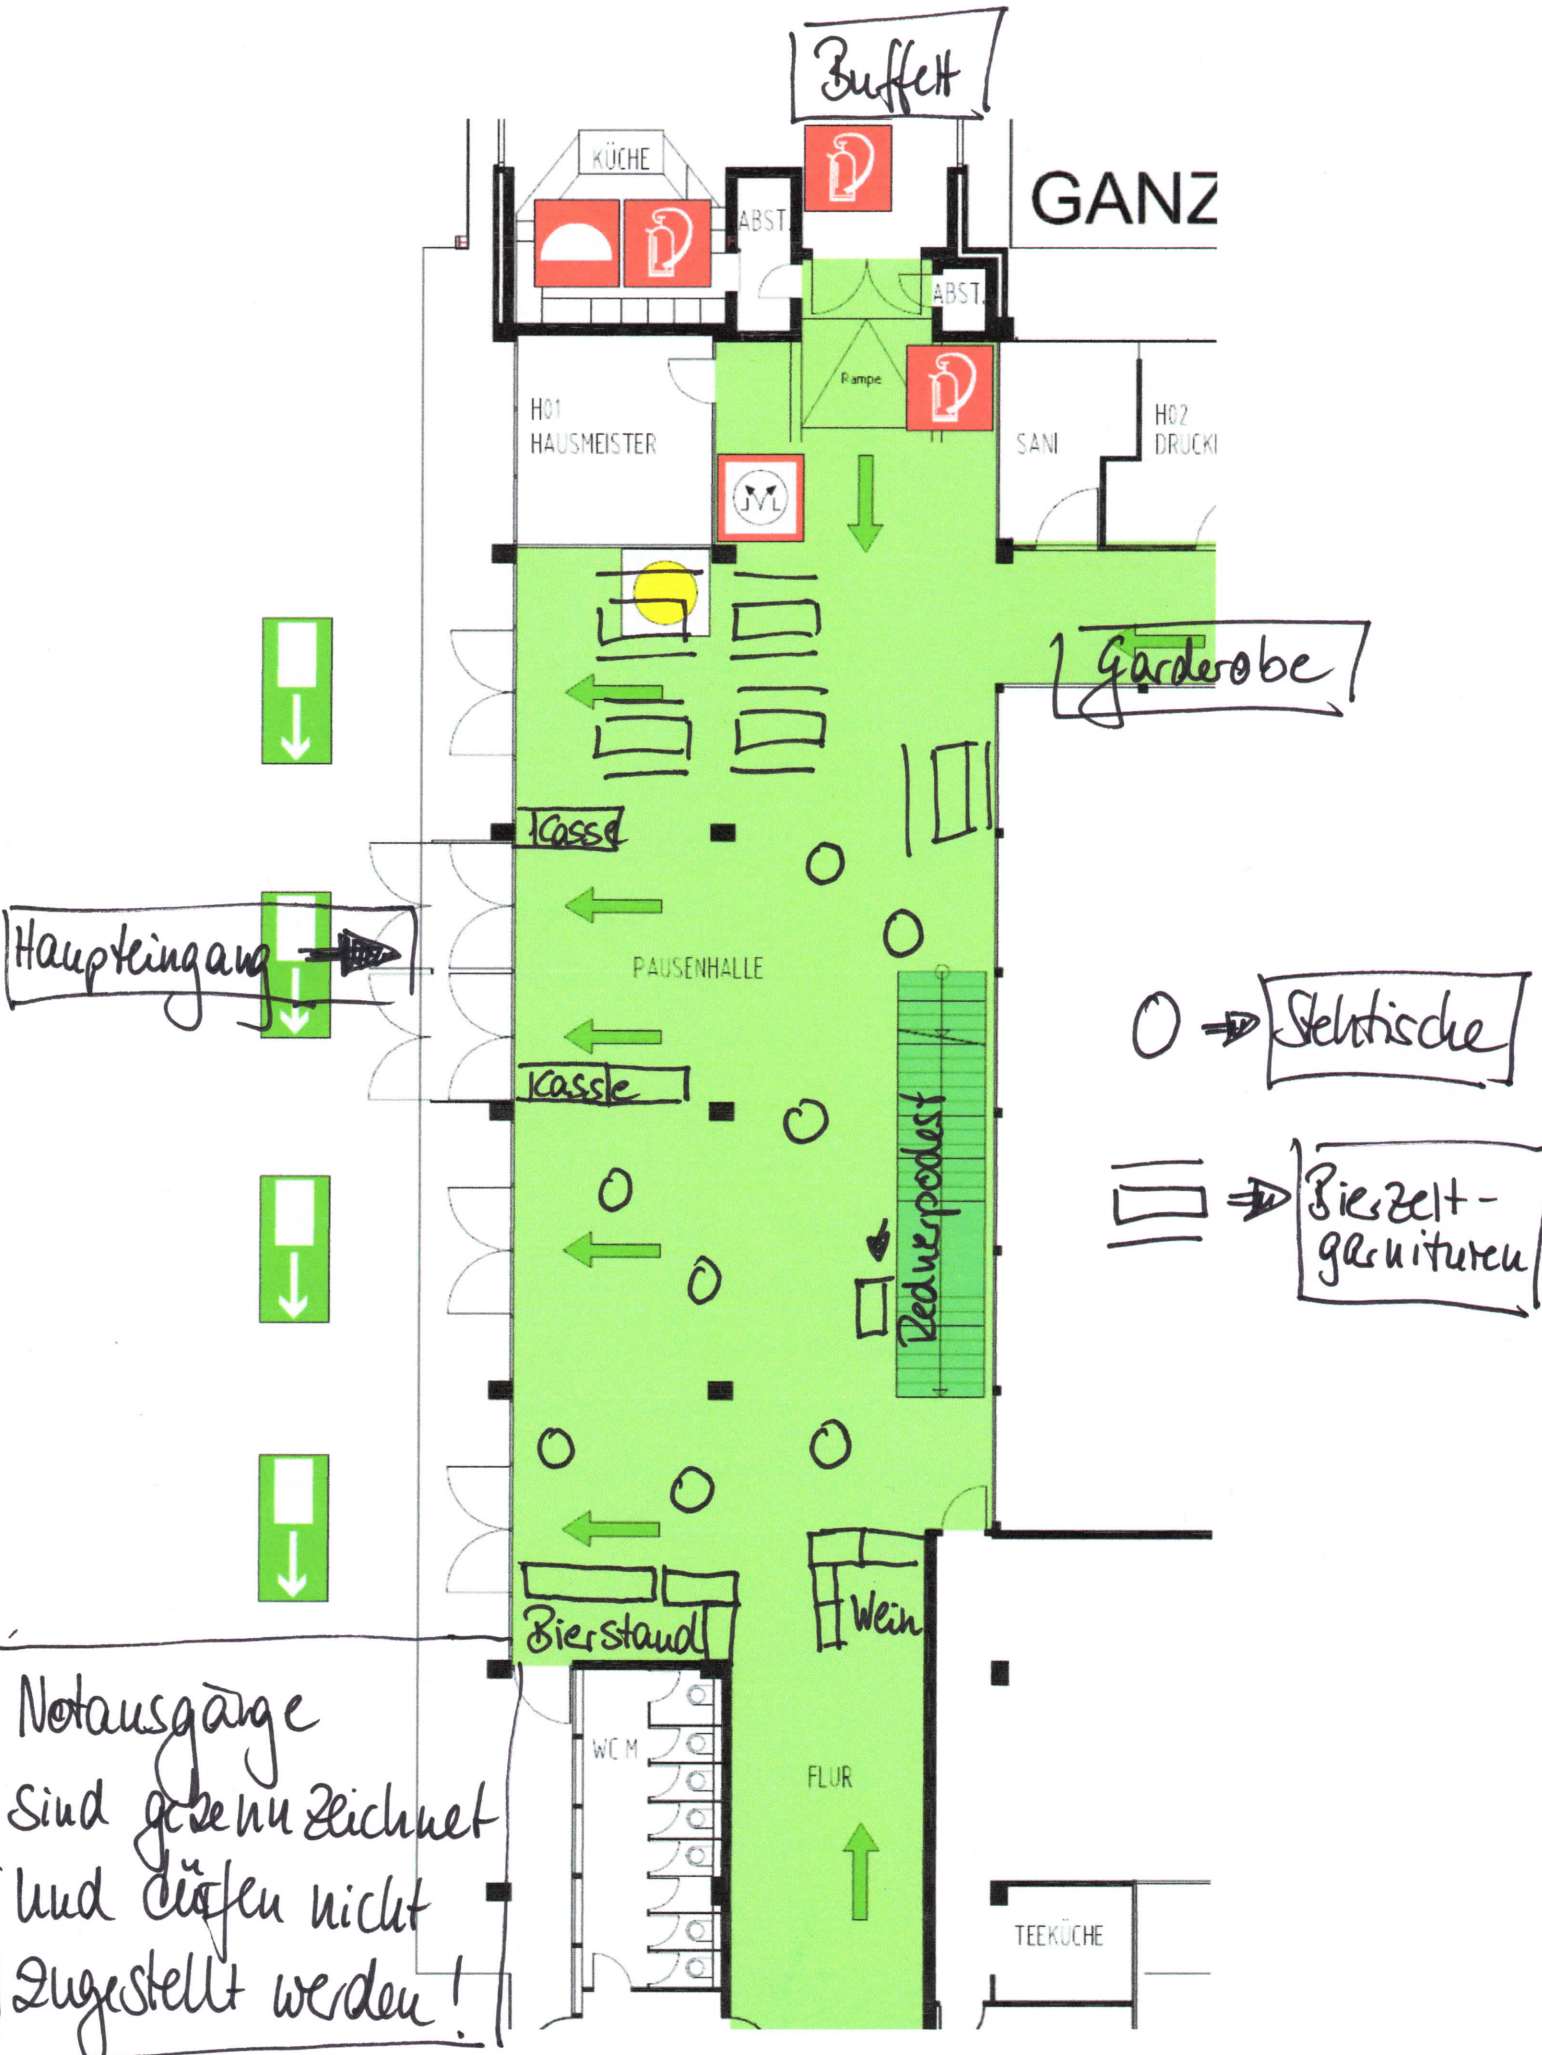 Buffett
KÜCHE
ABST.
GANZ
ABST.
Rampe
H01
HAUSMEISTER
SANI
H02
Garderobe
Kasse
Haupteingang
PAUSENHALLE
Stehtische
Kasse
Rednerpodest
Bierzelt-
garnituren
Bierstand
Wein
Notausgänge
sind gekennzeichnet
und dürfen nicht
zugestellt werden!
WC M
FLUR
TEEKÜCHE